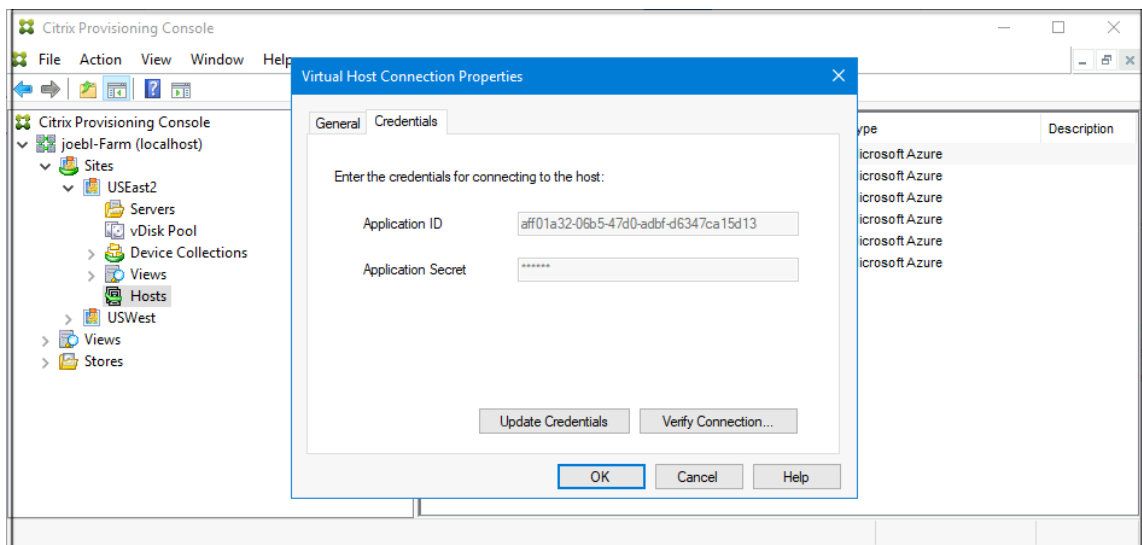 Citrix Provisioning Console
File Action View Window Help
Citrix Provisioning Console
joebl-Farm (localhost)
Sites
USEast2
Servers
vDisk Pool
Device Collections
Views
Hosts
USWest
Views
Stores
Virtual Host Connection Properties
General Credentials
Enter the credentials for connecting to the host:
Application ID aff01a32-06b5-47d0-adbf-d6347ca15d13
Application Secret ******
Update Credentials Verify Connection...
OK Cancel Help
ype Description
icrosoft Azure
icrosoft Azure
icrosoft Azure
icrosoft Azure
icrosoft Azure
icrosoft Azure